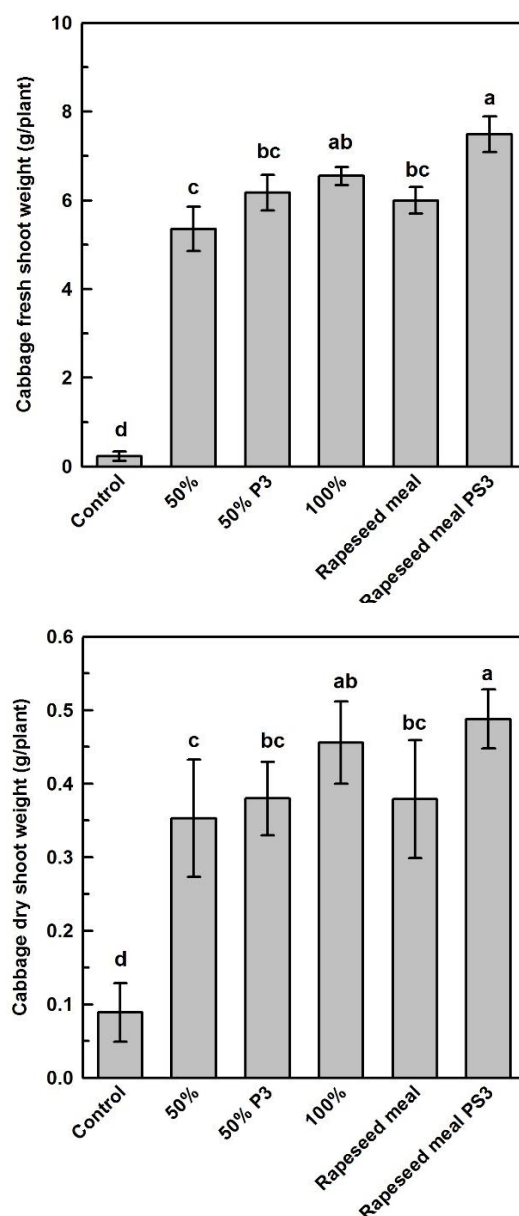 Cabbage fresh shoot weight (g/plant)
10
8
6
4
2
0
d
c
bc
ab
bc
a
Control
50%
50% P3
100%
Rapeseed meal
Rapeseed meal PS3
Cabbage dry shoot weight (g/plant)
0.6
0.5
0.4
0.3
0.2
0.1
0.0
d
c
bc
ab
bc
a
Control
50%
50% P3
100%
Rapeseed meal
Rapeseed meal PS3